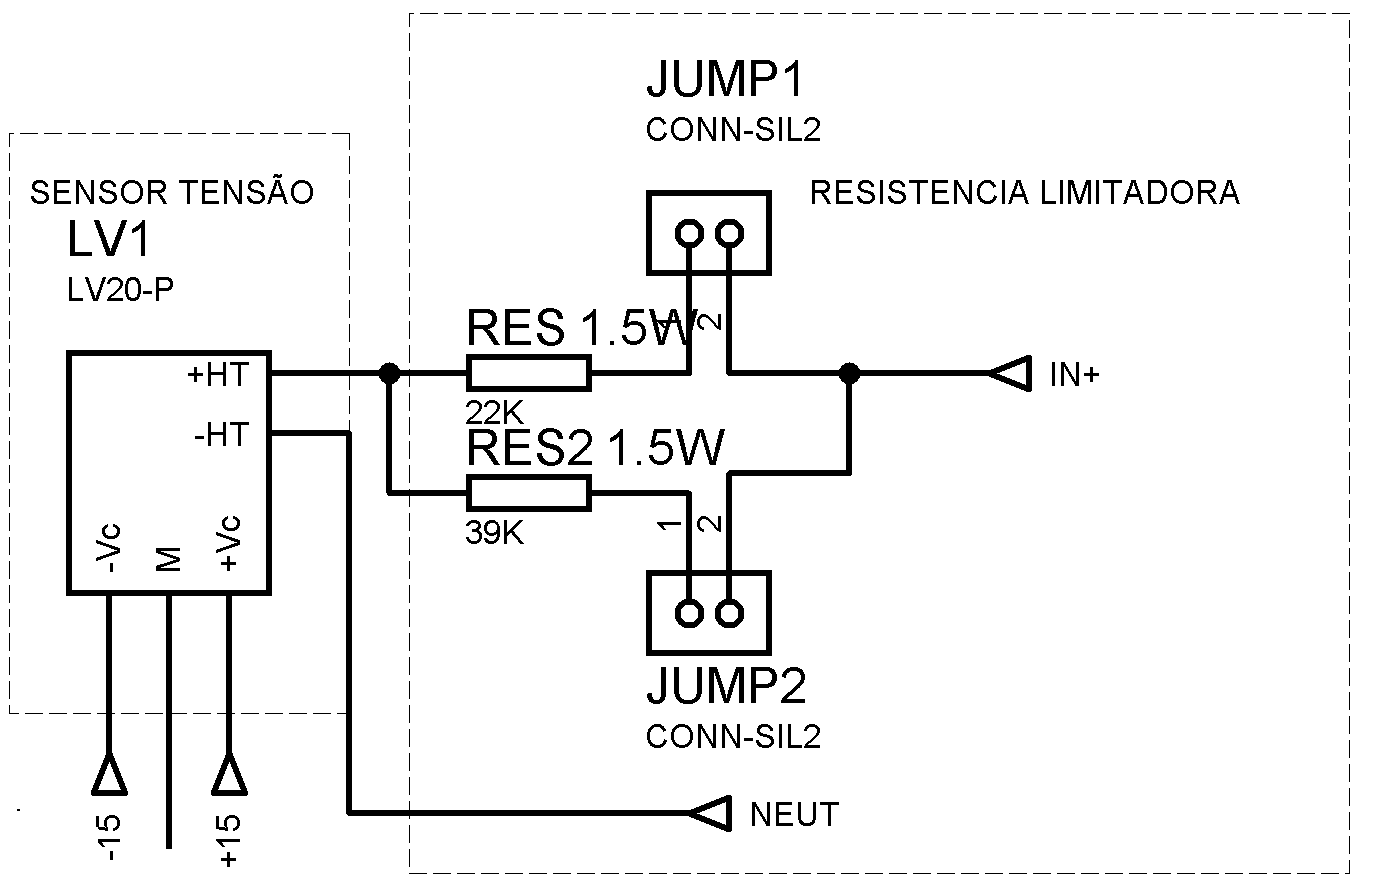 JUMP1
CONN-SIL2
SENSOR TENSÃO
RESISTENCIA LIMITADORA
LV1
LV20-P
RES 1.5W
1
2
+HT
IN+
22K
-HT
RES2 1.5W
39K
1
2
-Vc
M
+Vc
JUMP2
CONN-SIL2
NEUT
-15
+15